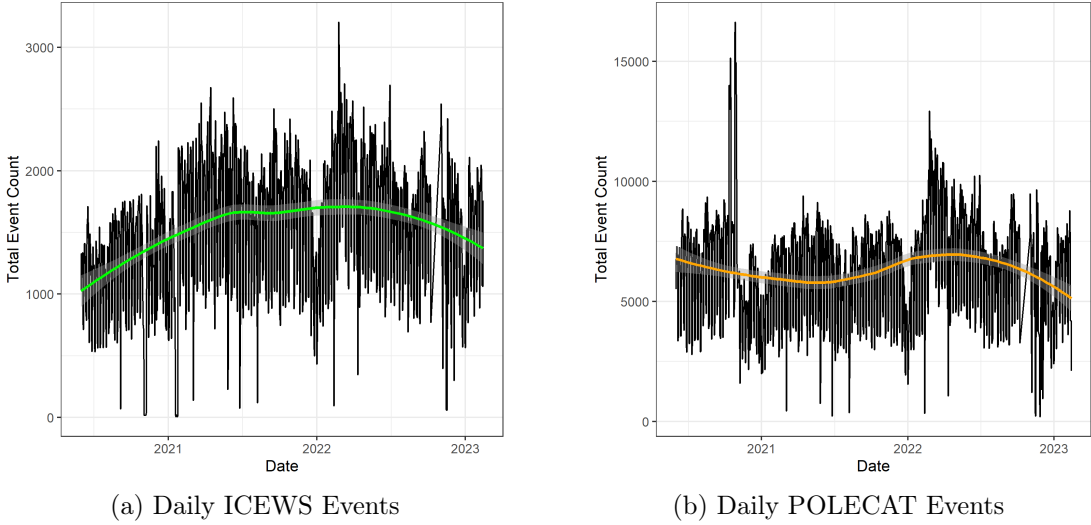 3000
2000
1000
0
Total Event Count
2021
2022
2023
Date
(a) Daily ICEWS Events
15000
10000
5000
0
Total Event Count
2021
2022
2023
Date
(b) Daily POLECAT Events